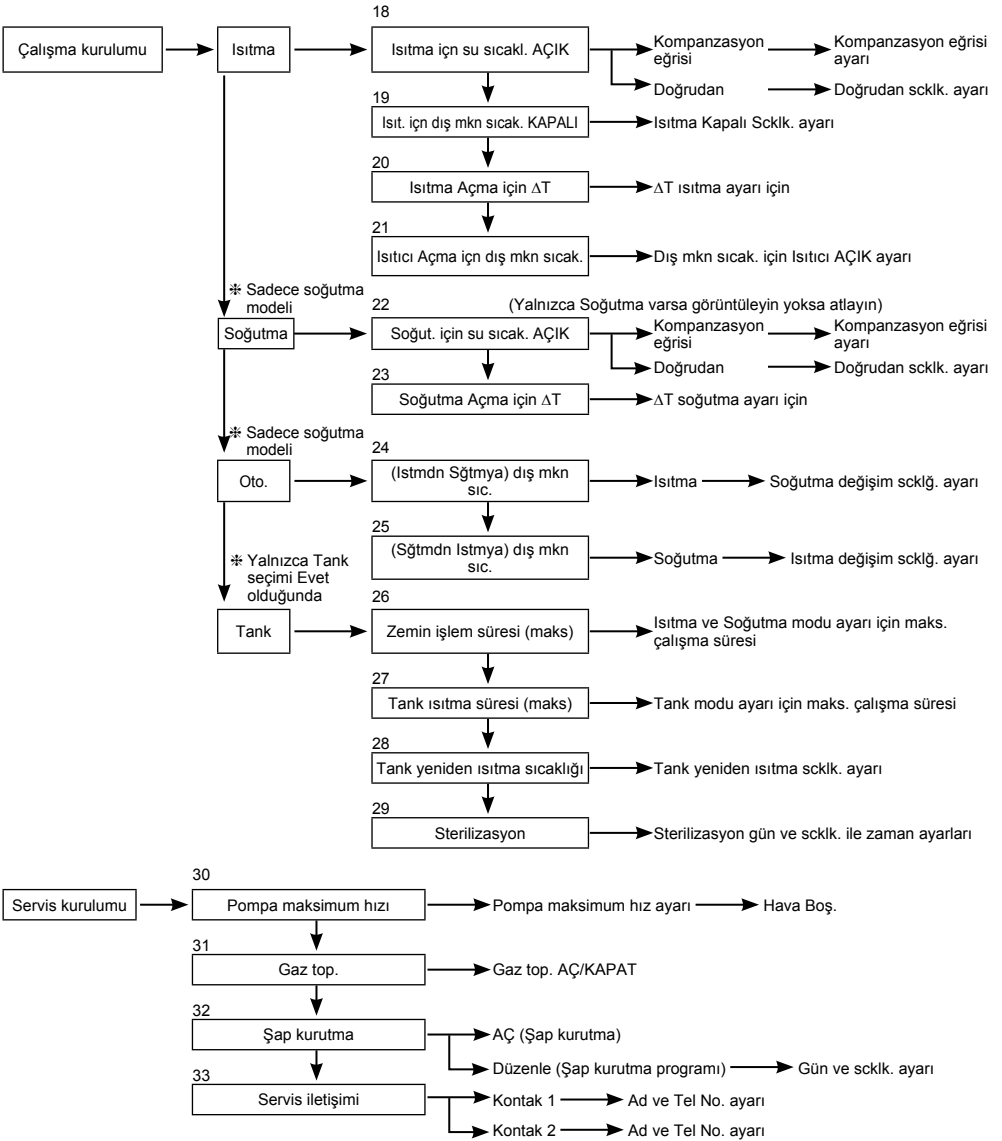 18
Çalışma kurulumu
Isıtma
Isıtma içn su sıcakl. AÇIK
Kompanzasyon
eğrisi
Kompanzasyon eğrisi
ayarı
Doğrudan
Doğrudan scklk. ayarı
19
Isıt. içn dış mkn sıcak. KAPALI
Isıtma Kapalı Scklk. ayarı
20
Isıtma Açma için ΔT
ΔT ısıtma ayarı için
21
Isıtıcı Açma içn dış mkn sıcak.
Dış mkn sıcak. için Isıtıcı AÇIK ayarı
❈ Sadece soğutma
modeli
22
(Yalnızca Soğutma varsa görüntüleyin yoksa atlayın)
Soğutma
Soğut. için su sıcak. AÇIK
Kompanzasyon
eğrisi
Kompanzasyon eğrisi
ayarı
Doğrudan
Doğrudan scklk. ayarı
23
Soğutma Açma için ΔT
ΔT soğutma ayarı için
❈ Sadece soğutma
modeli
24
Oto.
(Istmdn Sğtmya) dış mkn
sıc.
Isıtma
Soğutma değişim scklğ. ayarı
25
(Sğtmdn Istmya) dış mkn
sıc.
Soğutma
Isıtma değişim scklğ. ayarı
❈ Yalnızca Tank
seçimi Evet
olduğunda
26
Tank
Zemin işlem süresi (maks)
Isıtma ve Soğutma modu ayarı için maks.
çalışma süresi
27
Tank ısıtma süresi (maks)
Tank modu ayarı için maks. çalışma süresi
28
Tank yeniden ısıtma sıcaklığı
Tank yeniden ısıtma scklk. ayarı
29
Sterilizasyon
Sterilizasyon gün ve scklk. ile zaman ayarları
30
Servis kurulumu
Pompa maksimum hızı
Pompa maksimum hız ayarı
Hava Boş.
31
Gaz top.
Gaz top. AÇ/KAPAT
32
Şap kurutma
AÇ (Şap kurutma)
Düzenle (Şap kurutma programı)
Gün ve scklk. ayarı
33
Servis iletişimi
Kontak 1
Ad ve Tel No. ayarı
Kontak 2
Ad ve Tel No. ayarı